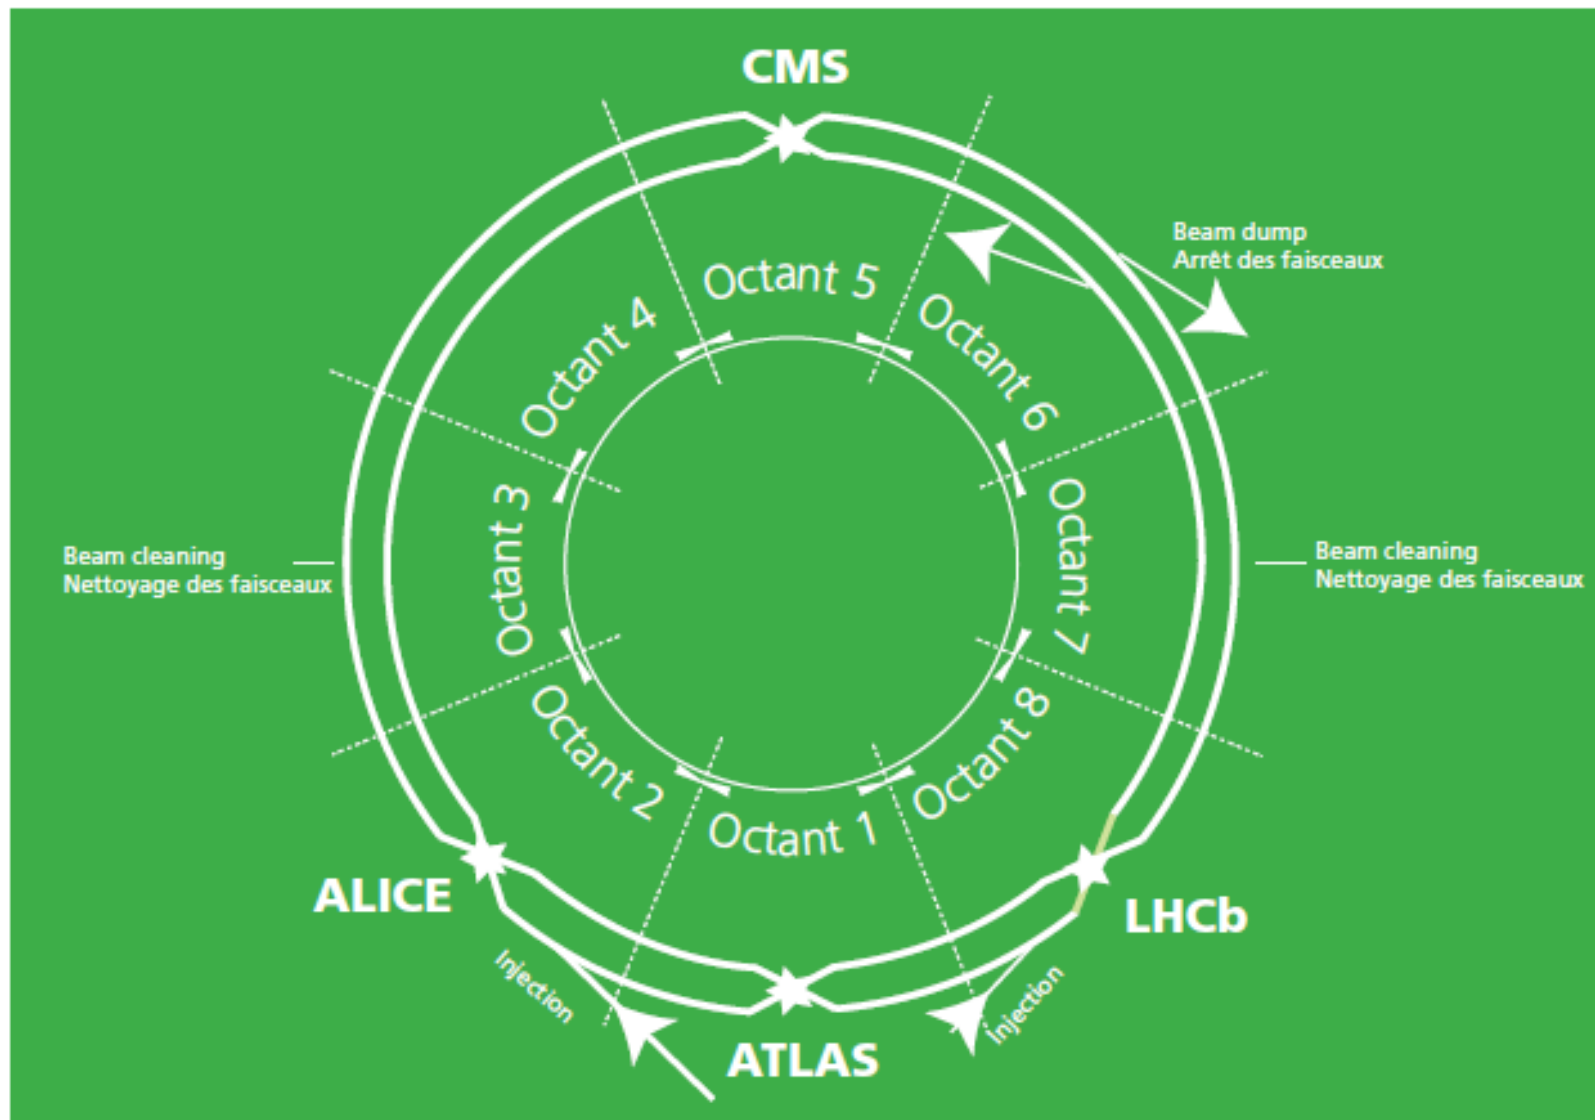 CMS
Beam dump
Arrêt des faisceaux
Octant 5
Octant 4
Octant 6
Octant 3
Octant 7
Beam cleaning
Nettoyage des faisceaux
Beam cleaning
Nettoyage des faisceaux
Octant 2
Octant 8
Octant 1
ALICE
LHCb
Injection
Injection
ATLAS